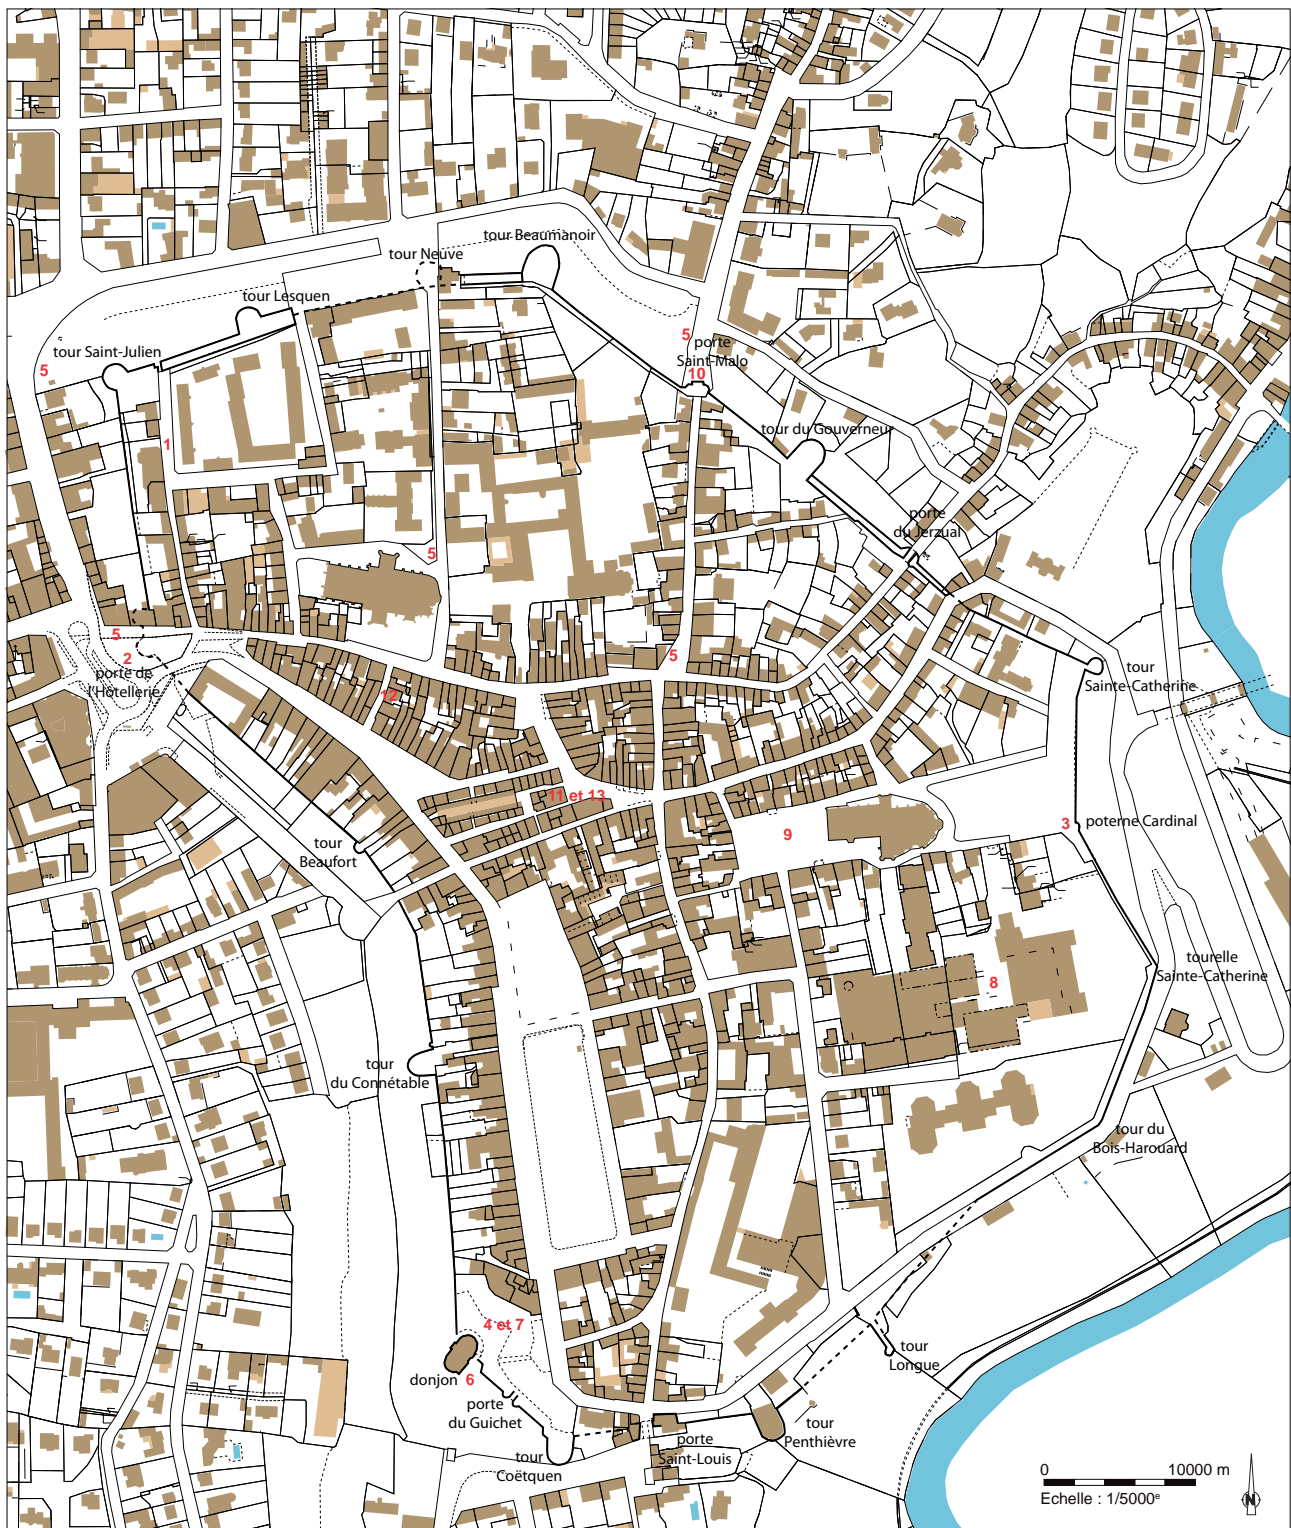 tour Beaumanoir
tour Neuve
tour Lesquen
5
porte
Saint-Malo
10
tour Saint-Julien
5
tour du Gouverneur
1
porte
du Jerzual
5
5
2
porte de
l'Hôtellerie
5
tour
Sainte-Catherine
12
11 et 13
9
3
poterne Cardinal
tour
Beaufort
tourelle
Sainte-Catherine
8
tour
du Connétable
tour du
Bois-Harouard
4 et 7
tour
Longue
donjon
6
porte
du Guichet
tour
Penthièvre
porte
Saint-Louis
tour
Coëtquen
0
10000 m
Echelle : 1/5000e
N